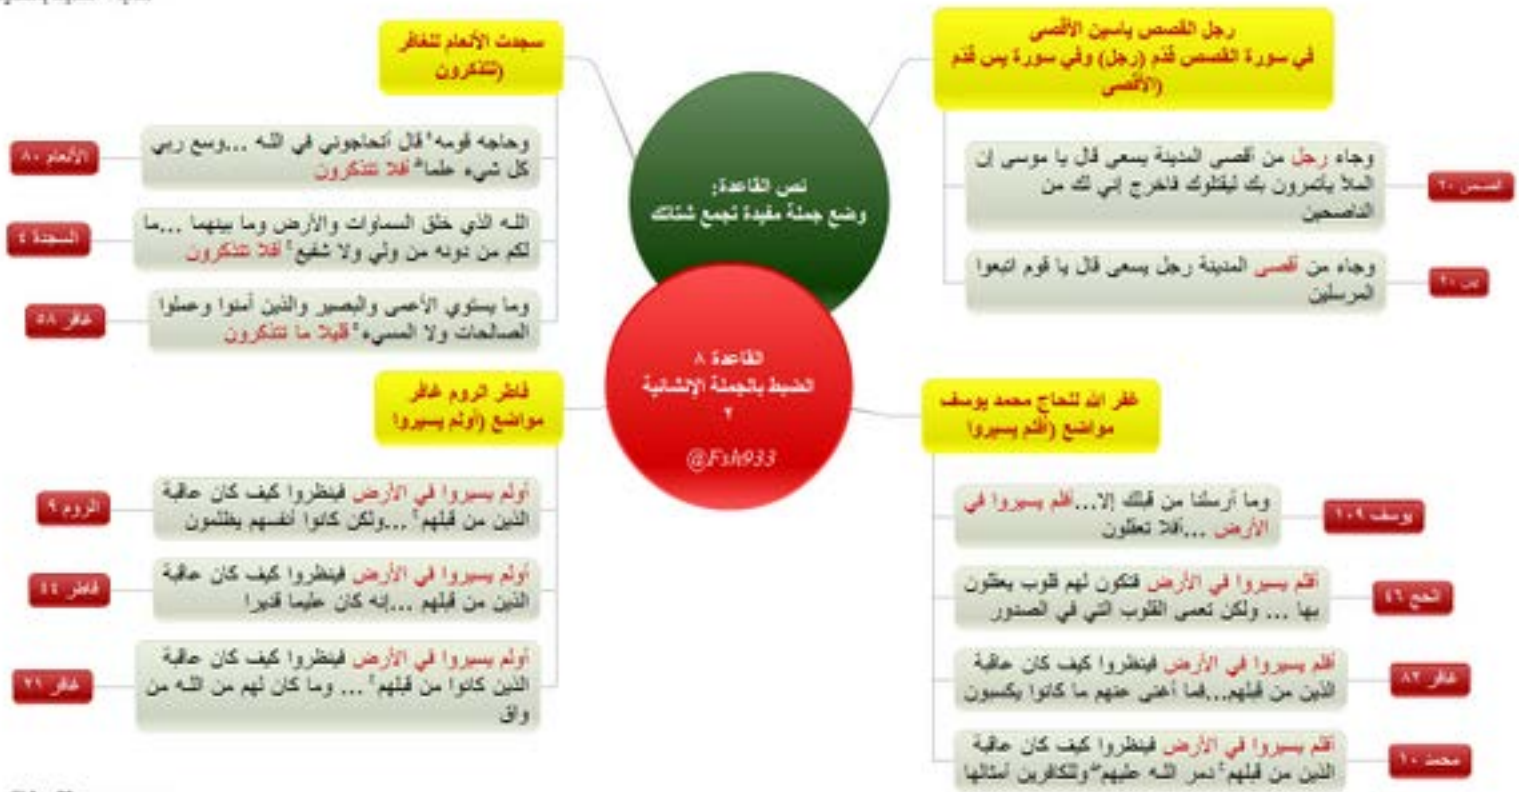 نص القاعدة:
وضع جملة مفيدة تجمع شتاتك
القاعدة ٨
الضبط بالجملة الإنشائية
٢
@Fsh933
رجل القصص ياسين الأقصى
في سورة القصص قدم (رجل) وفي سورة يس قدم
(الأقصى
وجاء رجل من أقصى المدينة يسعى قال يا موسى إن
الملأ يأتمرون بك ليقتلوك فاخرج إني لك من
الناصحين
القصص ٢٠
وجاء من أقصى المدينة رجل يسعى قال يا قوم اتبعوا
المرسلين
يس ٢٠
غفر الله للحاج محمد يوسف
مواضع (أفلم يسيروا
وما أرسلنا من قبلك إلا...أفلم يسيروا في
الأرض ...أفلا تعقلون
يوسف ١٠٩
أفلم يسيروا في الأرض فتكون لهم قلوب يعقلون
بها ... ولكن تعمى القلوب التي في الصدور
الحج ٤٦
أفلم يسيروا في الأرض فينظروا كيف كان عاقبة
الذين من قبلهم...فما أغنى عنهم ما كانوا يكسبون
غافر ٨٢
أفلم يسيروا في الأرض فينظروا كيف كان عاقبة
الذين من قبلهم ۚ دمر الله عليهم ۖ وللكافرين أمثالها
محمد ١٠
سجدت الأنعام لغافر
(تتذكرون
وحاجه قومه ۚ قال أتحاجوني في الله ...وسع ربي
كل شيء علما ۗ أفلا تتذكرون
الأنعام ٨٠
الله الذي خلق السماوات والأرض وما بينهما ...ما
لكم من دونه من ولي ولا شفيع ۚ أفلا تتذكرون
السجدة ٤
وما يستوي الأعمى والبصير والذين آمنوا وعملوا
الصالحات ولا المسيء ۚ قليلا ما تتذكرون
غافر ٥٨
فاطر الروم غافر
مواضع (أولم يسيروا
أولم يسيروا في الأرض فينظروا كيف كان عاقبة
الذين من قبلهم ۚ ...ولكن كانوا أنفسهم يظلمون
الروم ٩
أولم يسيروا في الأرض فينظروا كيف كان عاقبة
الذين من قبلهم ...إنه كان عليما قديرا
فاطر ٤٤
أولم يسيروا في الأرض فينظروا كيف كان عاقبة
الذين كانوا من قبلهم ۚ ... وما كان لهم من الله من
واق
غافر ٢١